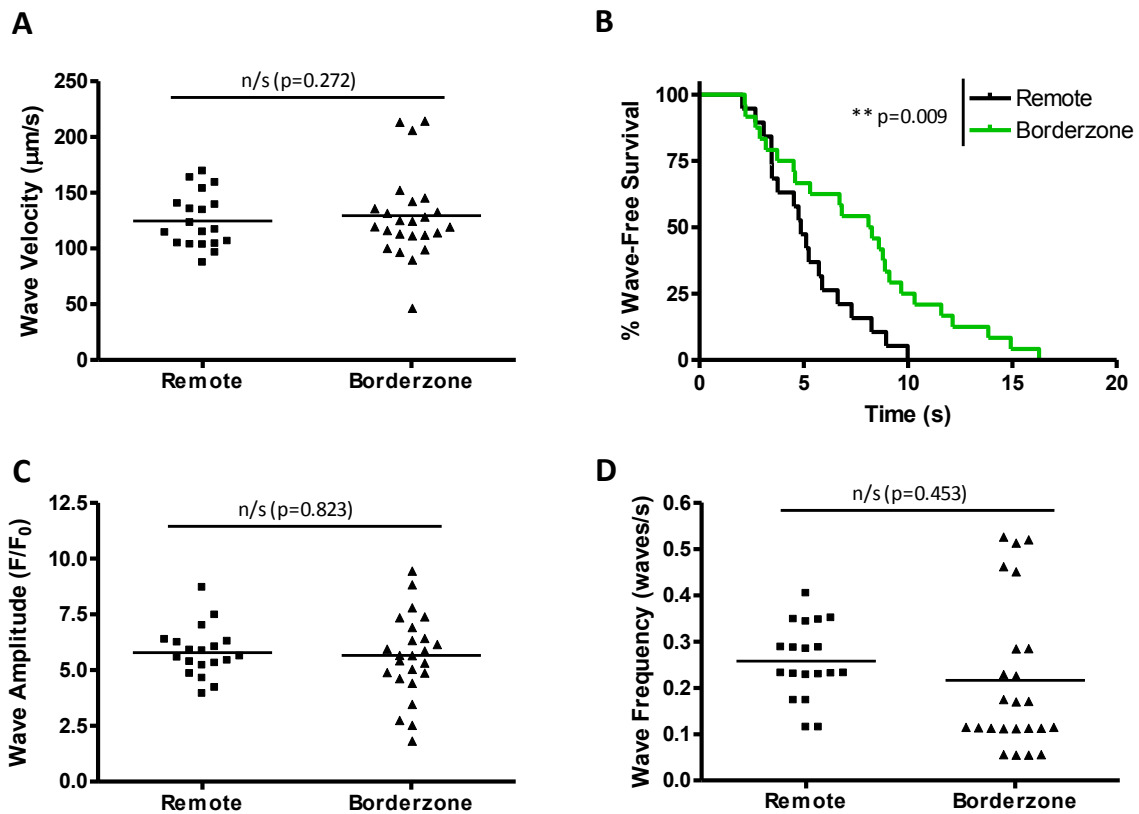 A
n/s (p=0.272)
Wave Velocity (μm/s)
250
200
150
100
50
0
Remote
Borderzone
B
** p=0.009
Remote
Borderzone
% Wave-Free Survival
100
75
50
25
0
0
5
10
15
20
Time (s)
C
n/s (p=0.823)
Wave Amplitude (F/F₀)
12.5
10.0
7.5
5.0
2.5
0.0
Remote
Borderzone
D
n/s (p=0.453)
Wave Frequency (waves/s)
0.6
0.5
0.4
0.3
0.2
0.1
0.0
Remote
Borderzone